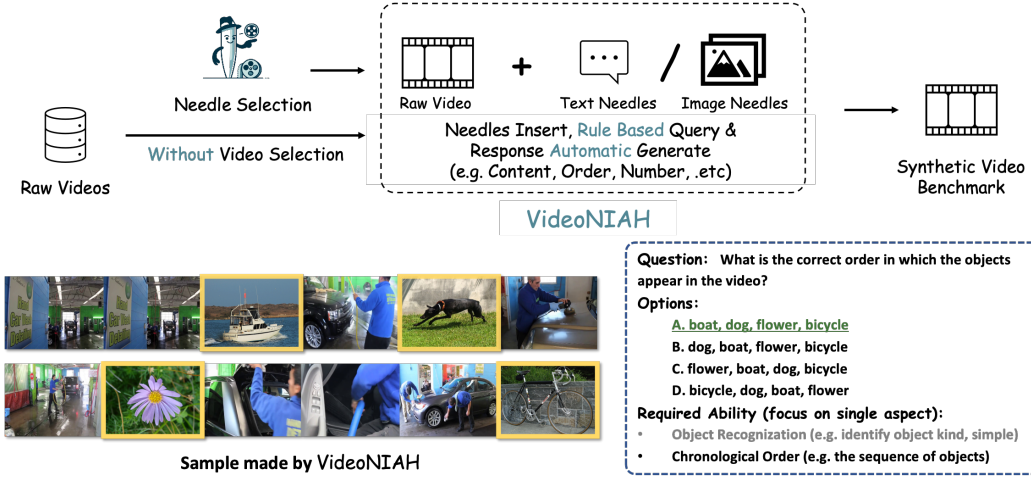 Needle Selection
Without Video Selection
Raw Videos
Raw Video
+
Text Needles
/
Image Needles
Needles Insert, Rule Based Query &
Response Automatic Generate
(e.g. Content, Order, Number, .etc)
VideoNIAH
Synthetic Video
Benchmark
Sample made by VideoNIAH
Question: What is the correct order in which the objects
appear in the video?
Options:
A. boat, dog, flower, bicycle
B. dog, boat, flower, bicycle
C. flower, boat, dog, bicycle
D. bicycle, dog, boat, flower
Required Ability (focus on single aspect):
• Object Recognization (e.g. identify object kind, simple)
• Chronological Order (e.g. the sequence of objects)